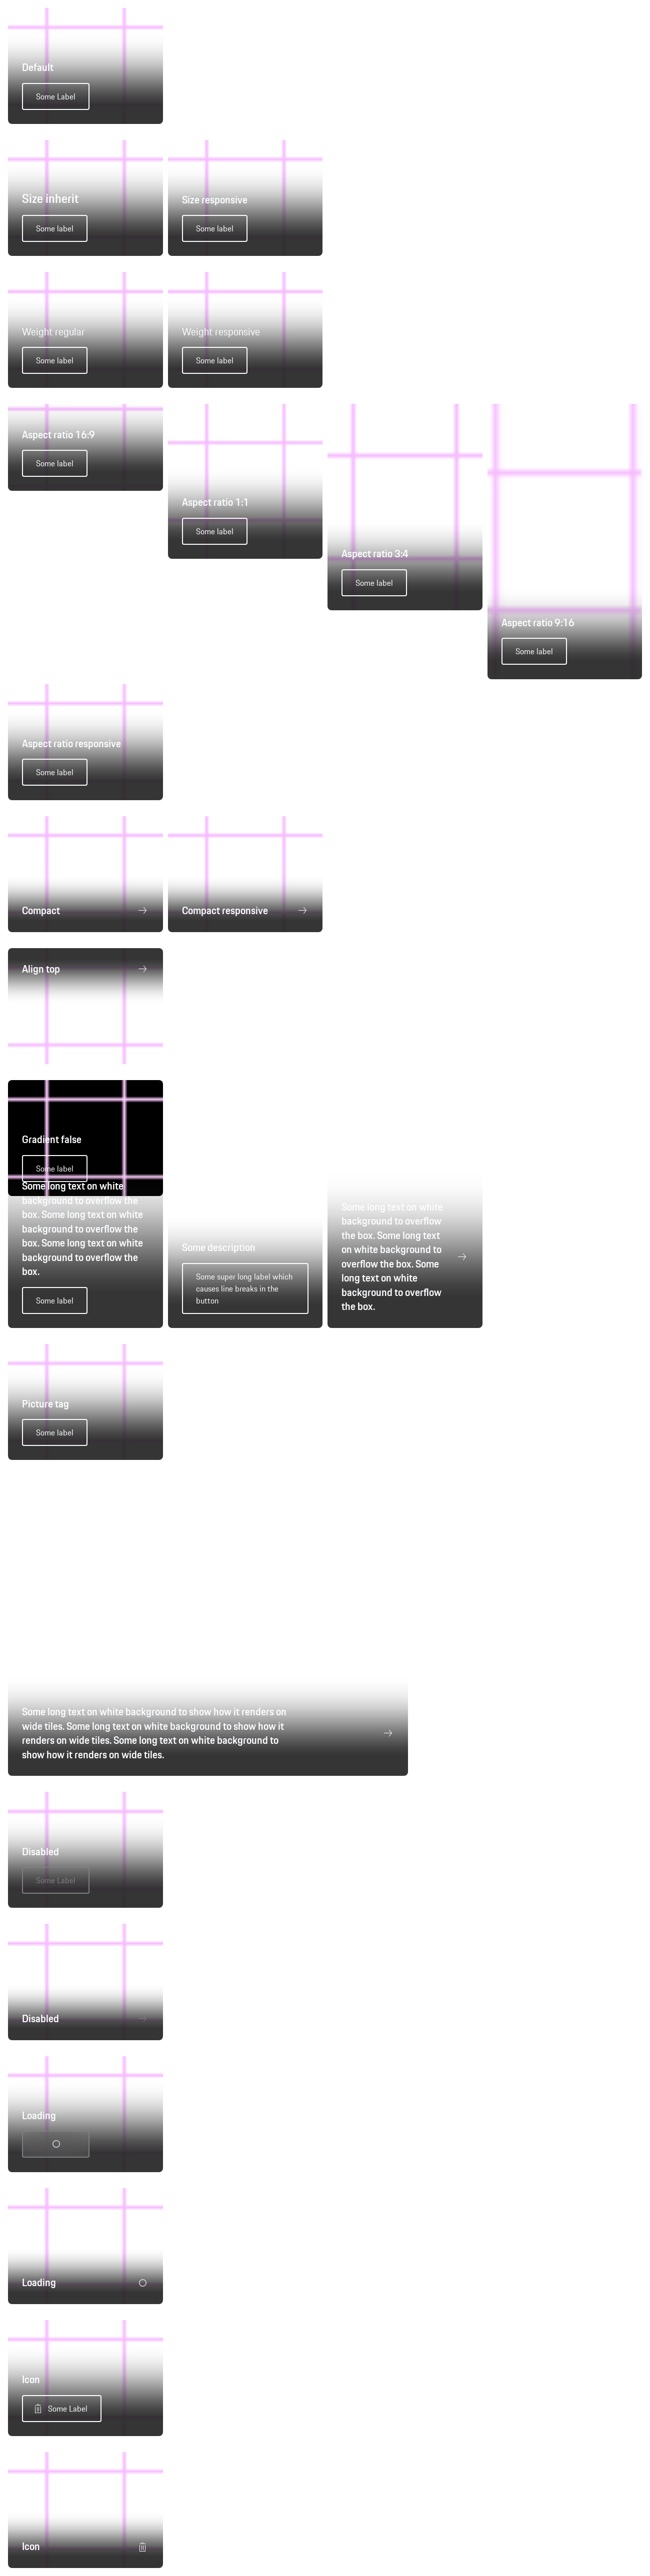 Default
Some Label
Size inherit
Some label
Size responsive
Some label
Weight regular
Some label
Weight responsive
Some label
Aspect ratio 16:9
Some label
Aspect ratio 1:1
Some label
Aspect ratio 3:4
Some label
Aspect ratio 9:16
Some label
Aspect ratio responsive
Some label
Compact
Compact responsive
Align top
Gradient false
Some label
Some long text on white
background to overflow the
box. Some long text on white
background to overflow the
box. Some long text on white
background to overflow the
box.
Some label
Some description
Some super long label which
causes line breaks in the
button
Some long text on white
background to overflow
the box. Some long text
on white background to
overflow the box. Some
long text on white
background to overflow
the box.
Picture tag
Some label
Some long text on white background to show how it renders on
wide tiles. Some long text on white background to show how it
renders on wide tiles. Some long text on white background to
show how it renders on wide tiles.
Disabled
Some Label
Disabled
Loading
Loading
Icon
Some Label
Icon